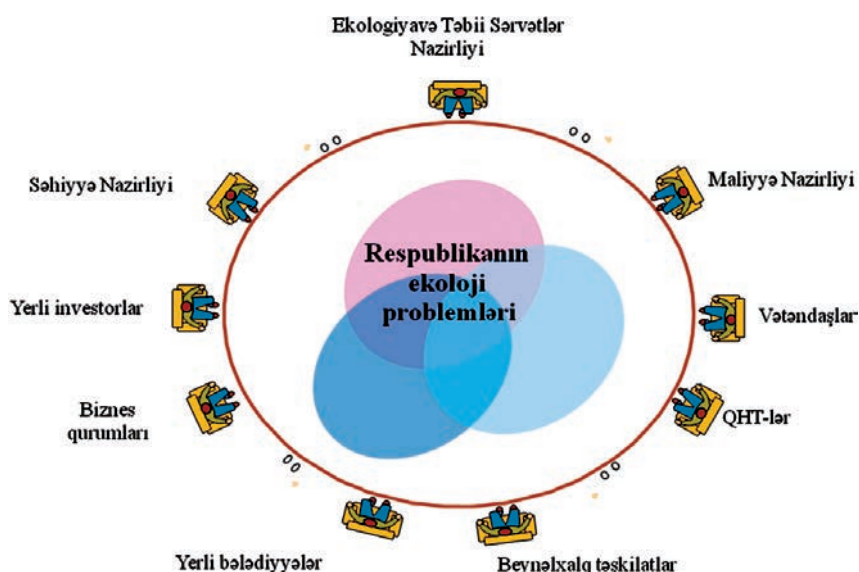 Ekologiyavə Təbii Sərvətlər
Nazirliyi
Səhiyyə Nazirliyi
Maliyyə Nazirliyi
Respublikanın
ekoloji
problemləri
Yerli investorlar
Vətəndaşlar
Biznes
qurumları
QHT-lər
Yerli bələdiyyələr
Beynəlxalq təşkilatlar